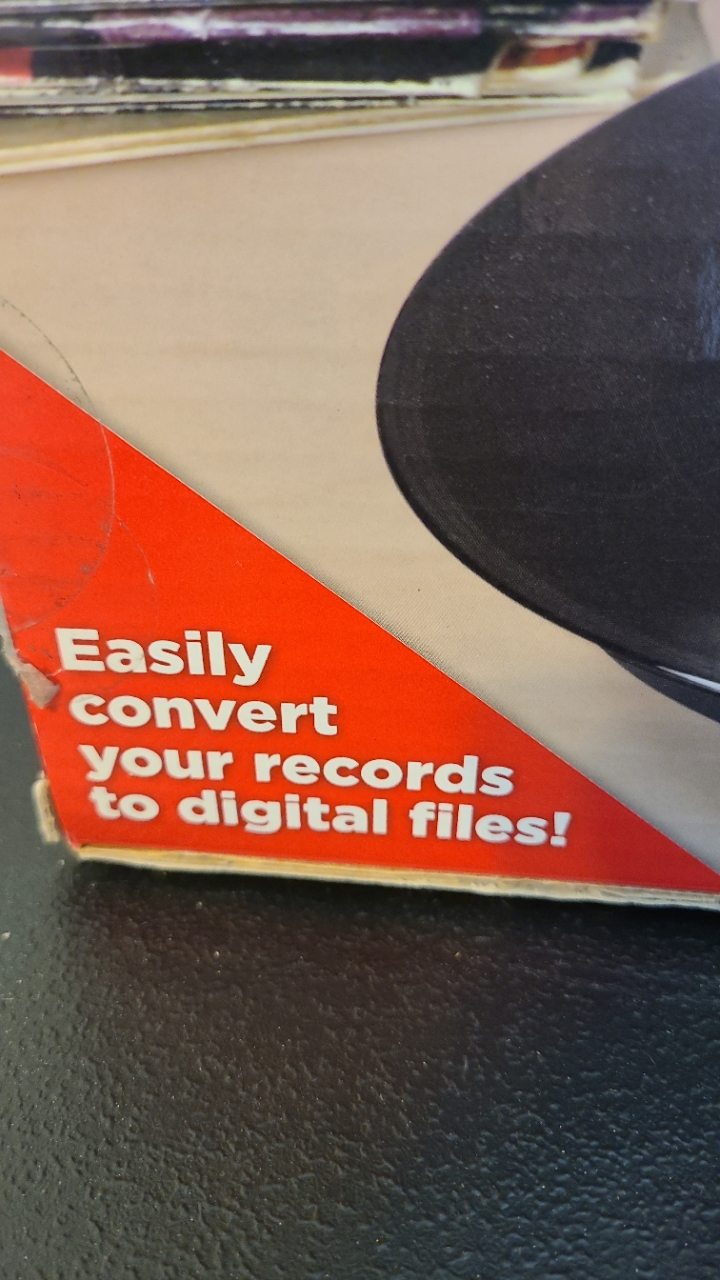 Easily
convert
your records
to digital files!